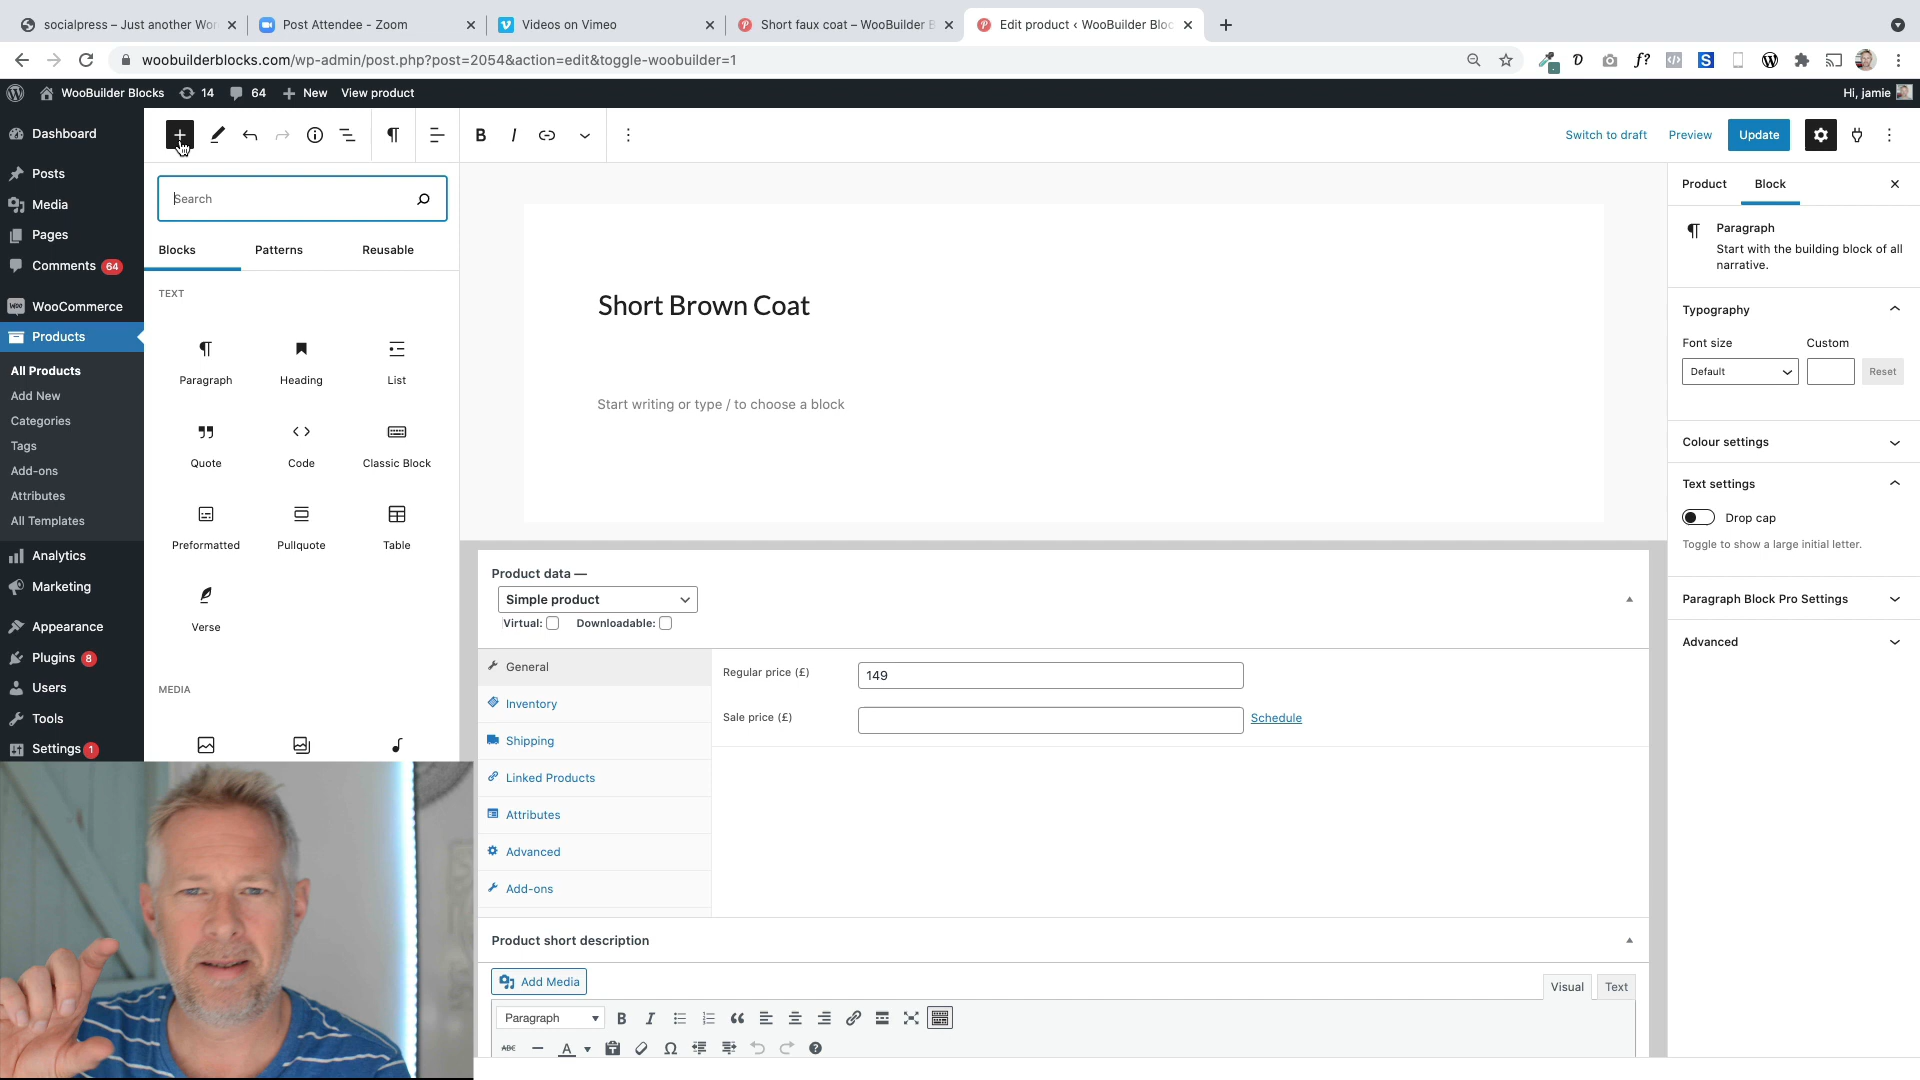 socialpress – Just another Wor
Post Attendee - Zoom
Videos on Vimeo
Short faux coat – WooBuilder B
Edit product ‹ WooBuilder Bloc
woobuilderblocks.com/wp-admin/post.php?post=2054&action=edit&toggle-woobuilder=1
WooBuilder Blocks
14
64
New
View product
Hi, jamie
Dashboard
Posts
Media
Pages
Comments 64
WooCommerce
Products
All Products
Add New
Categories
Tags
Add-ons
Attributes
All Templates
Analytics
Marketing
Appearance
Plugins 8
Users
Tools
Settings 1
Search
Blocks
Patterns
Reusable
TEXT
Paragraph
Heading
List
Quote
Code
Classic Block
Preformatted
Pullquote
Table
Verse
MEDIA
Switch to draft
Preview
Update
Short Brown Coat
Start writing or type / to choose a block
Product data —
Simple product
Virtual:
Downloadable:
General
Inventory
Shipping
Linked Products
Attributes
Advanced
Add-ons
Regular price (£)
149
Sale price (£)
Schedule
Product short description
Add Media
Visual
Text
Paragraph
B
I
ABC
A
Product
Block
Paragraph
Start with the building block of all
narrative.
Typography
Font size
Custom
Default
Reset
Colour settings
Text settings
Drop cap
Toggle to show a large initial letter.
Paragraph Block Pro Settings
Advanced